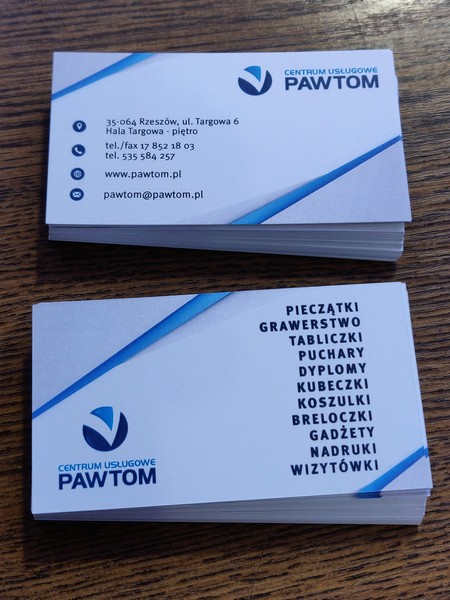 CENTRUM USŁUGOWE
PAWTOM
35-064 Rzeszów, ul. Targowa 6
Hala Targowa - piętro
tel./fax 17 852 18 03
tel. 535 584 257
www.pawtom.pl
pawtom@pawtom.pl
PIECZĄTKI
GRAWERSTWO
TABLICZKI
PUCHARY
DYPLOMY
KUBECZKI
KOSZULKI
BRELOCZKI
GADŻETY
NADRUKI
WIZYTÓWKI
CENTRUM USŁUGOWE
PAWTOM